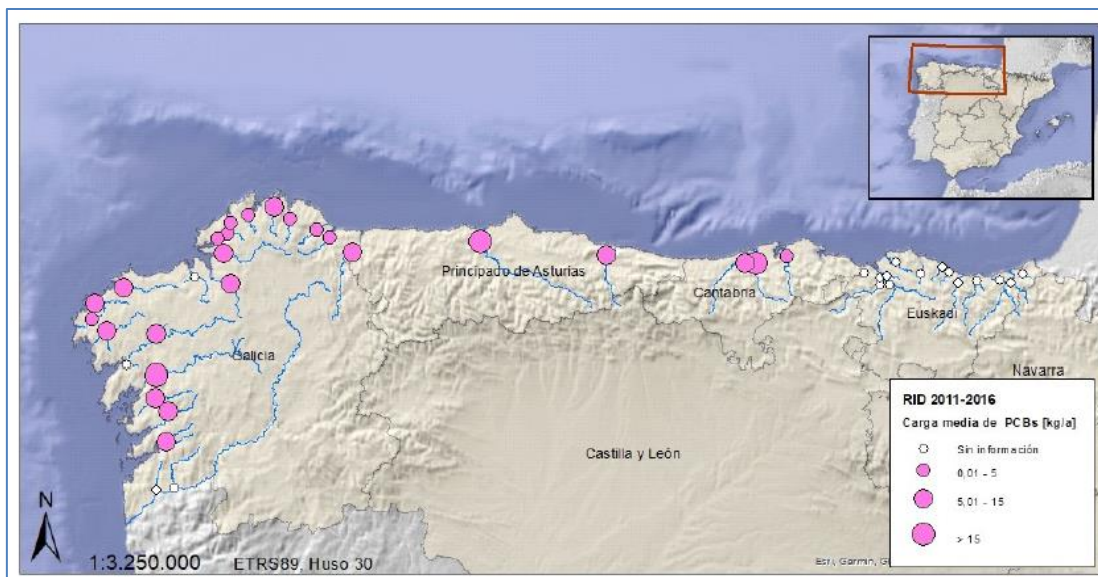 Principado de Asturias
Cantabria
Euskadi
Galicia
Navarra
Castilla y León
RID 2011-2016
Carga media de PCBs [kg/a]
Sin información
0,01 - 5
5,01 - 15
> 15
N
1:3.250.000
ETRS89, Huso 30
Esri, Garmin,